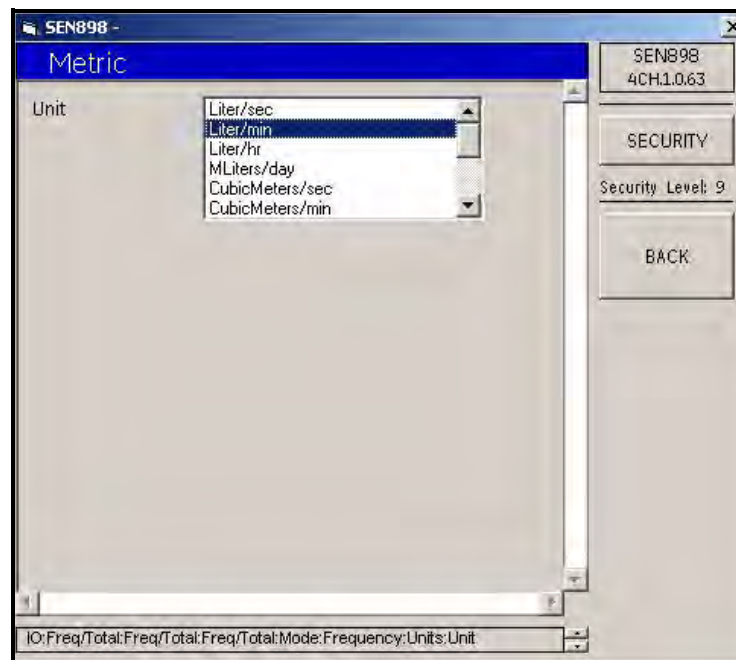 SEN898 -
Metric
SEN898
4CH.1.0.63
Unit
Liter/sec
Liter/min
Liter/hr
MLiters/day
CubicMeters/sec
CubicMeters/min
SECURITY
Security Level: 9
BACK
IO:Freq/Total:Freq/Total:Freq/Total:Mode:Frequency:Units:Unit